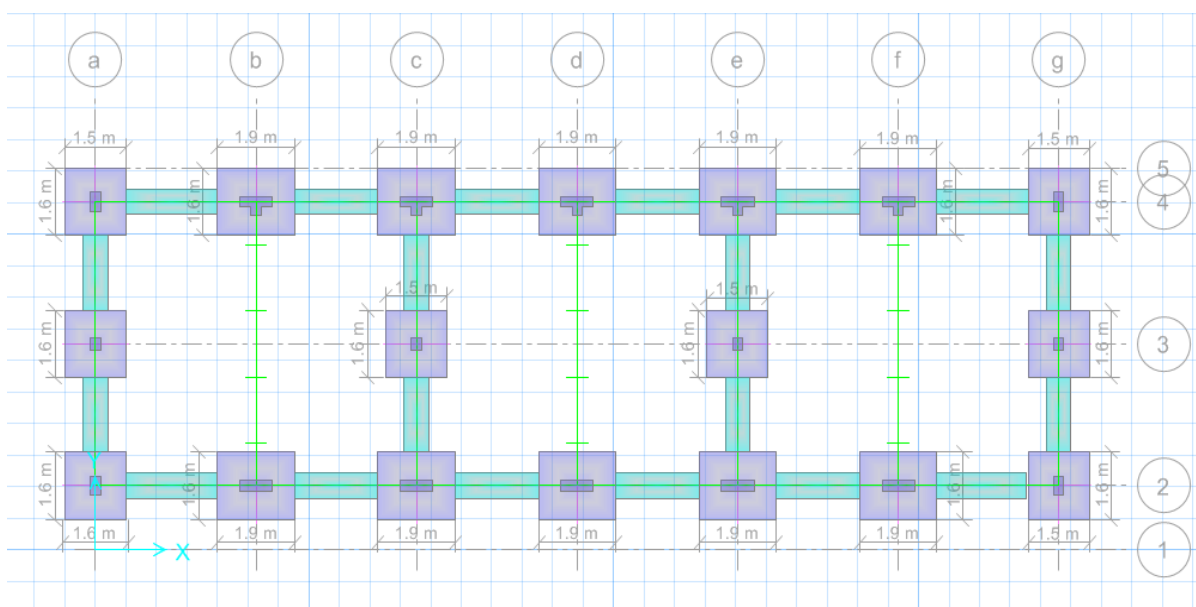 a b c d e f g
1.5 m 1.9 m 1.9 m 1.9 m 1.9 m 1.9 m 1.5 m
5
1.6 m 1.6 m 1.6 m 1.6 m 4
1.5 m 1.5 m
1.6 m 1.6 m 1.6 m 1.6 m 3
1.6 m 1.6 m 1.6 m 1.6 m 2
Y
1.6 m 1.9 m 1.9 m 1.9 m 1.9 m 1.9 m 1.5 m
X 1